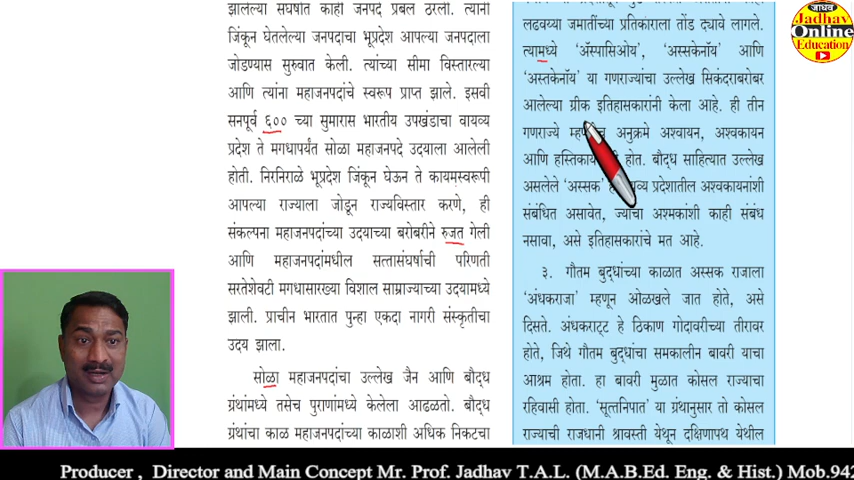 झालेल्या संघर्षात काही जनपदे प्रबल ठरली. त्यांनी
जिंकून घेतलेल्या जनपदाचा भूप्रदेश आपल्या जनपदाला
जोडण्यास सुरुवात केली. त्यांच्या सीमा विस्तारल्या
आणि त्यांना महाजनपदांचे स्वरूप प्राप्त झाले. इसवी
सनपूर्व ६०० च्या सुमारास भारतीय उपखंडाचा वायव्य
प्रदेश ते मगधापर्यंत सोळा महाजनपदे उदयाला आलेली
होती. निरनिराळे भूप्रदेश जिंकून घेऊन ते कायमस्वरूपी
आपल्या राज्याला जोडून राज्यविस्तार करणे, ही
संकल्पना महाजनपदांच्या उदयाच्या बरोबरीने रुजत गेली
आणि महाजनपदांमधील सत्तासंघर्षाची परिणती
सरतेशेवटी मगधासारख्या विशाल साम्राज्याच्या उदयामध्ये
झाली. प्राचीन भारतात पुन्हा एकदा नागरी संस्कृतीचा
उदय झाला.
सोळा महाजनपदांचा उल्लेख जैन आणि बौद्ध
ग्रंथांमध्ये तसेच पुराणांमध्ये केलेला आढळतो. बौद्ध
ग्रंथांचा काळ महाजनपदांच्या काळाशी अधिक निकटचा
लढवय्या जमातींच्या प्रतिकाराला तोंड द्यावे लागले.
त्यामध्ये ‘ॲस्पासिओय’, ‘अस्सकेनॉय’ आणि
‘अस्तकेनॉय’ या गणराज्यांचा उल्लेख सिकंदराबरोबर
आलेल्या ग्रीक इतिहासकारांनी केला आहे. ही तीन
गणराज्ये अनुक्रमे अश्वायन, अश्वकायन
आणि हस्तिकायन होत. बौद्ध साहित्यात उल्लेख
असलेले ‘अस्सक’ प्रदेशातील अश्वकायनांशी
संबंधित असावेत, ज्यांचा अश्मकांशी काही संबंध
नसावा, असे इतिहासकारांचे मत आहे.
३. गौतम बुद्धांच्या काळात अस्सक राजाला
‘अंधकराजा’ म्हणून ओळखले जात होते, असे
दिसते. अंधकराट्ट हे ठिकाण गोदावरीच्या तीरावर
होते, जिथे गौतम बुद्धांचा समकालीन बावरी याचा
आश्रम होता. हा बावरी मुळात कोसल राज्याचा
रहिवासी होता. ‘सूत्तनिपात’ या ग्रंथानुसार तो कोसल
राज्याची राजधानी श्रावस्ती येथून दक्षिणापथ येथील
जाधव
Jadhav
Online
Education
Producer , Director and Main Concept Mr. Prof. Jadhav T.A.L. (M.A.B.Ed. Eng. & Hist.) Mob.942